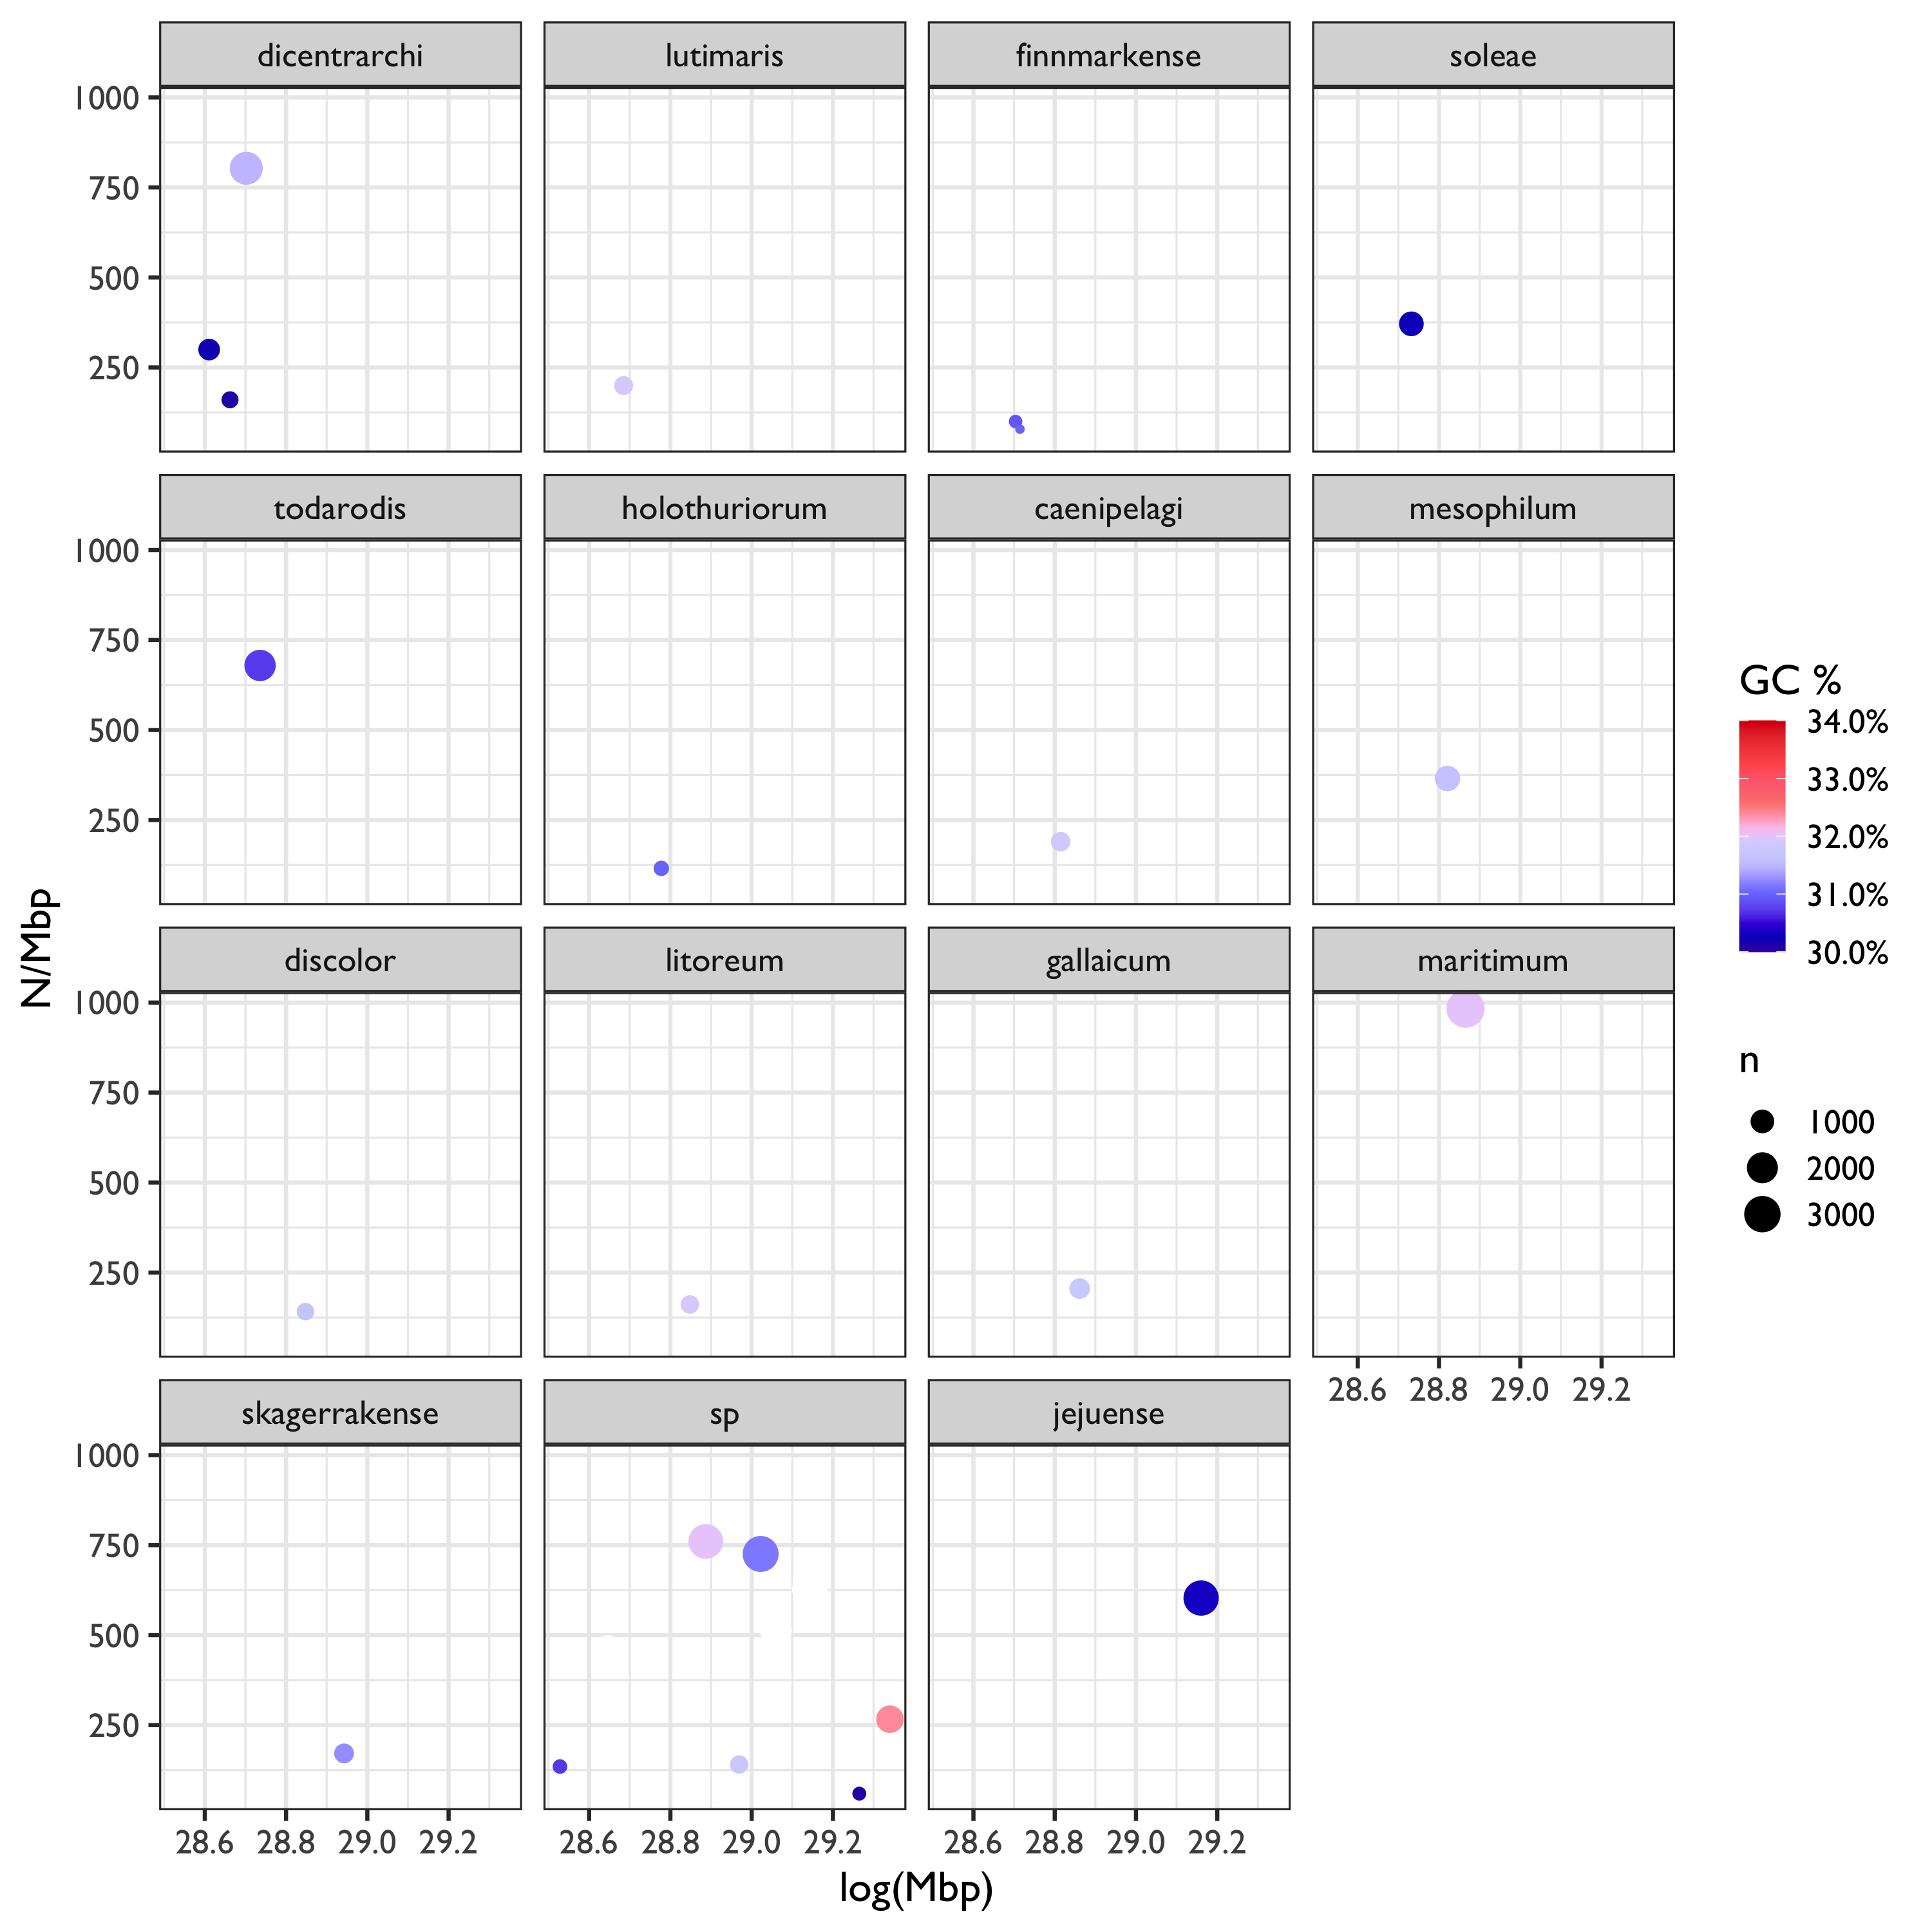 dicentrarchi lutimaris finnmarkense soleae
1000
750
500
250
todarodis holothuriorum caenipelagi mesophilum
1000
750
500
250
discolor litoreum gallaicum maritimum
1000
750
500
250
28.6 28.8 29.0 29.2
skagerrakense sp jejuense
1000
750
500
250
28.6 28.8 29.0 29.2 28.6 28.8 29.0 29.2 28.6 28.8 29.0 29.2
log(Mbp)
N/Mbp
GC %
34.0%
33.0%
32.0%
31.0%
30.0%
n
1000
2000
3000